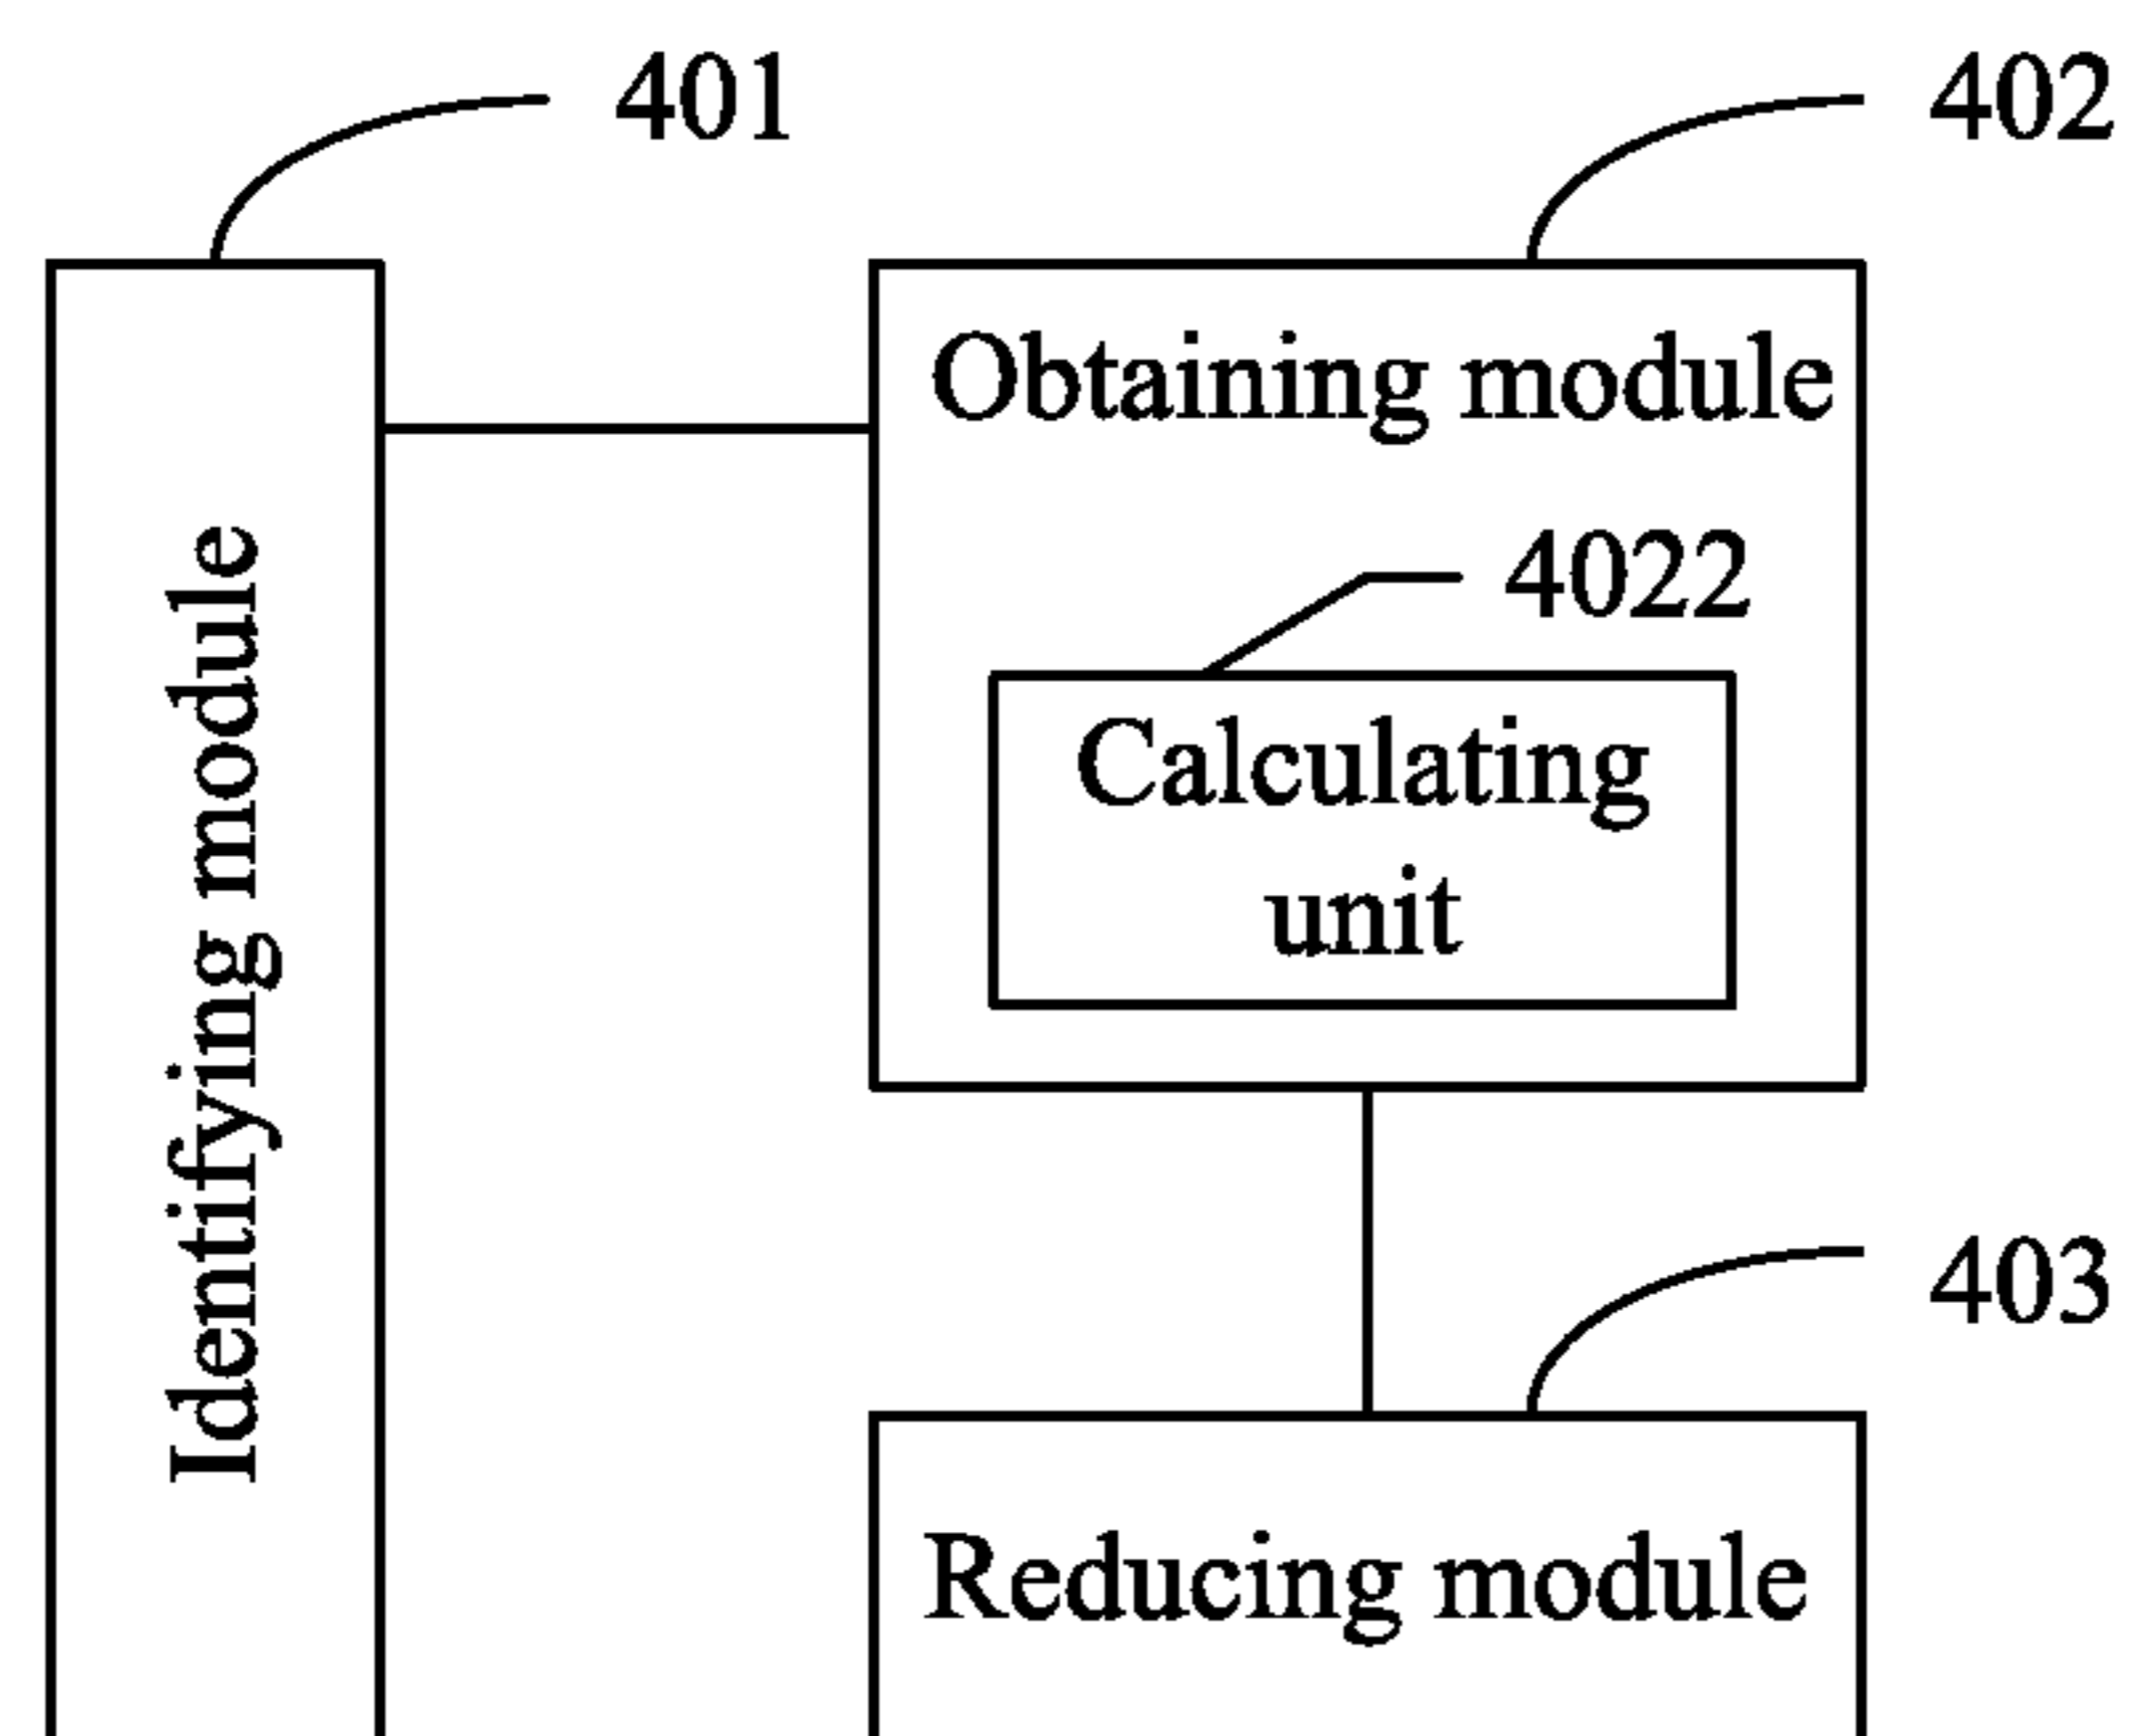 401
402
Obtaining module
4022
Calculating
unit
Identifying module
403
Reducing module